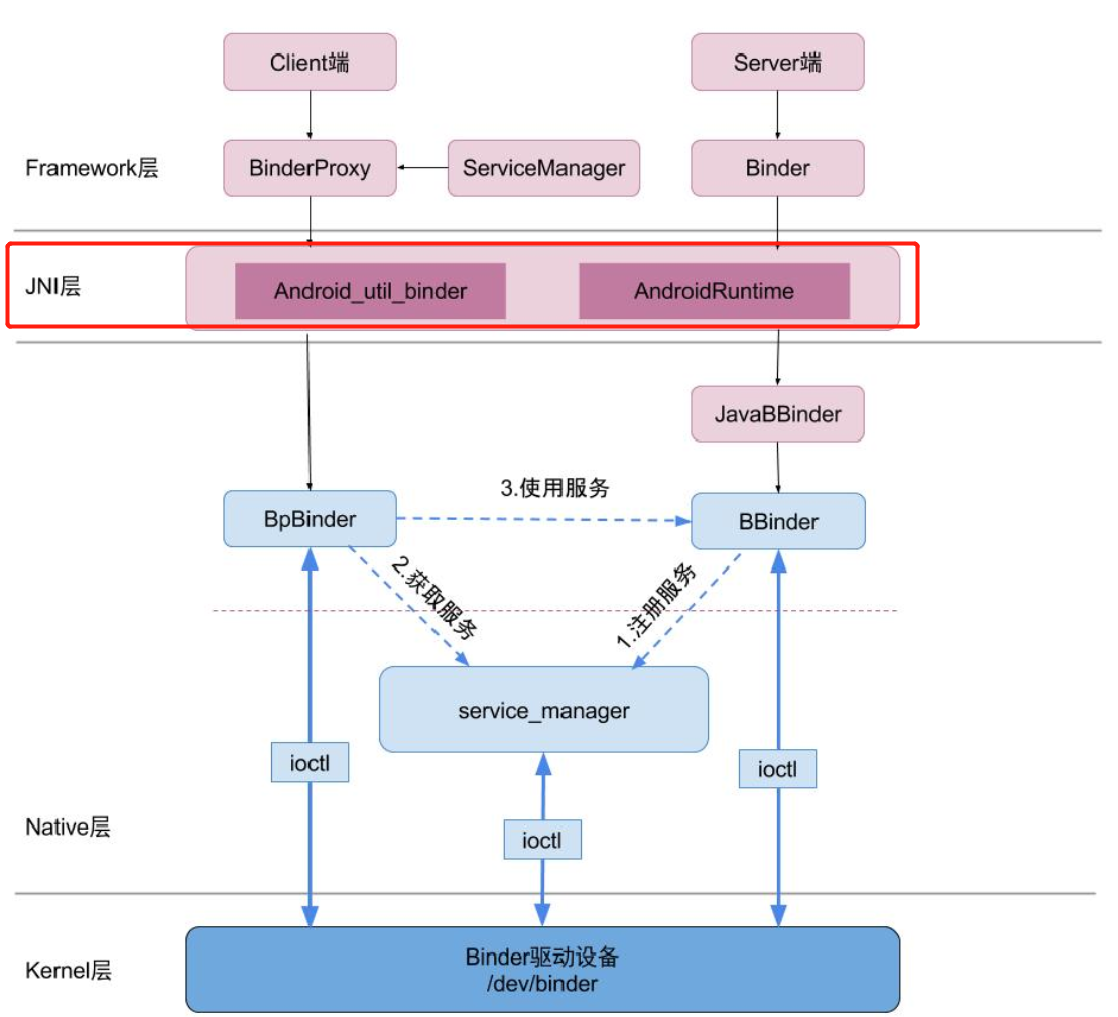 Client端
Server端
Framework层
BinderProxy
ServiceManager
Binder
JNI层
Android_util_binder
AndroidRuntime
JavaBBinder
3.使用服务
BpBinder
BBinder
2.获取服务
1.注册服务
service_manager
ioctl
ioctl
Native层
ioctl
Binder驱动设备
/dev/binder
Kernel层